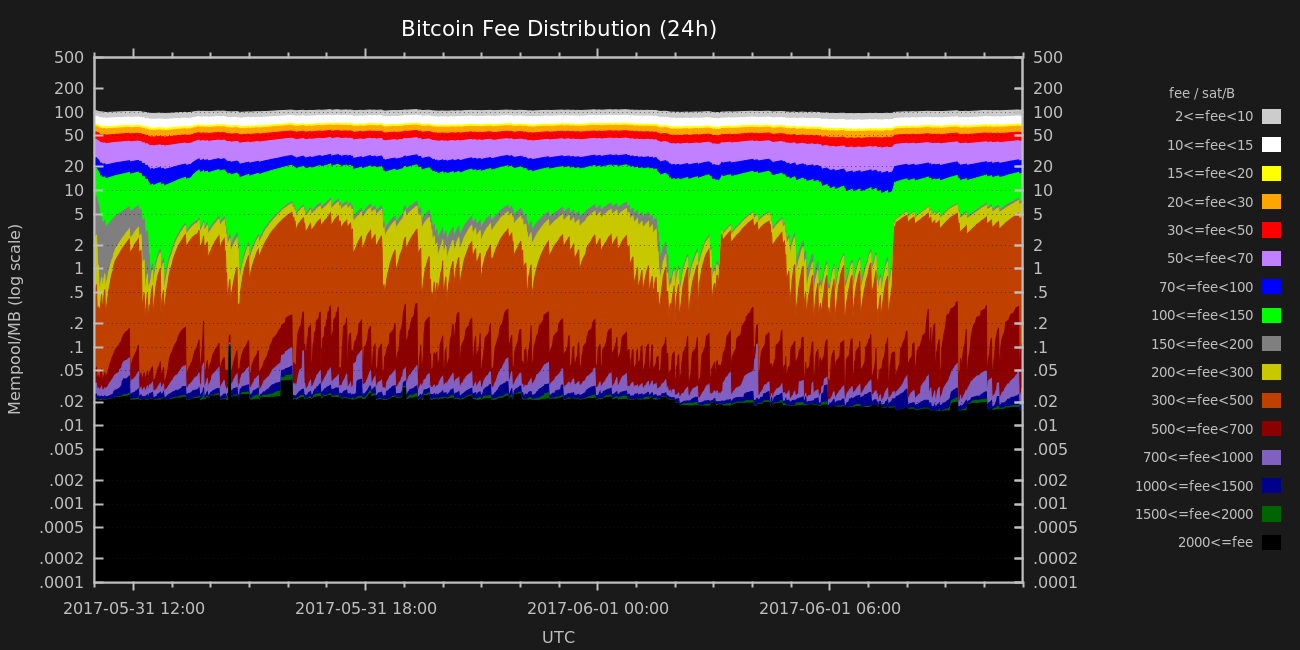 Bitcoin Fee Distribution (24h)
500
200
100
50
20
10
5
2
1
.5
.2
.1
.05
.02
.01
.005
.002
.001
.0005
.0002
.0001
Mempool/MB (log scale)
500
200
100
50
20
10
5
2
1
.5
.2
.1
.05
.02
.01
.005
.002
.001
.0005
.0002
.0001
2017-05-31 12:00
2017-05-31 18:00
2017-06-01 00:00
2017-06-01 06:00
UTC
fee / sat/B
2<=fee<10
10<=fee<15
15<=fee<20
20<=fee<30
30<=fee<50
50<=fee<70
70<=fee<100
100<=fee<150
150<=fee<200
200<=fee<300
300<=fee<500
500<=fee<700
700<=fee<1000
1000<=fee<1500
1500<=fee<2000
2000<=fee